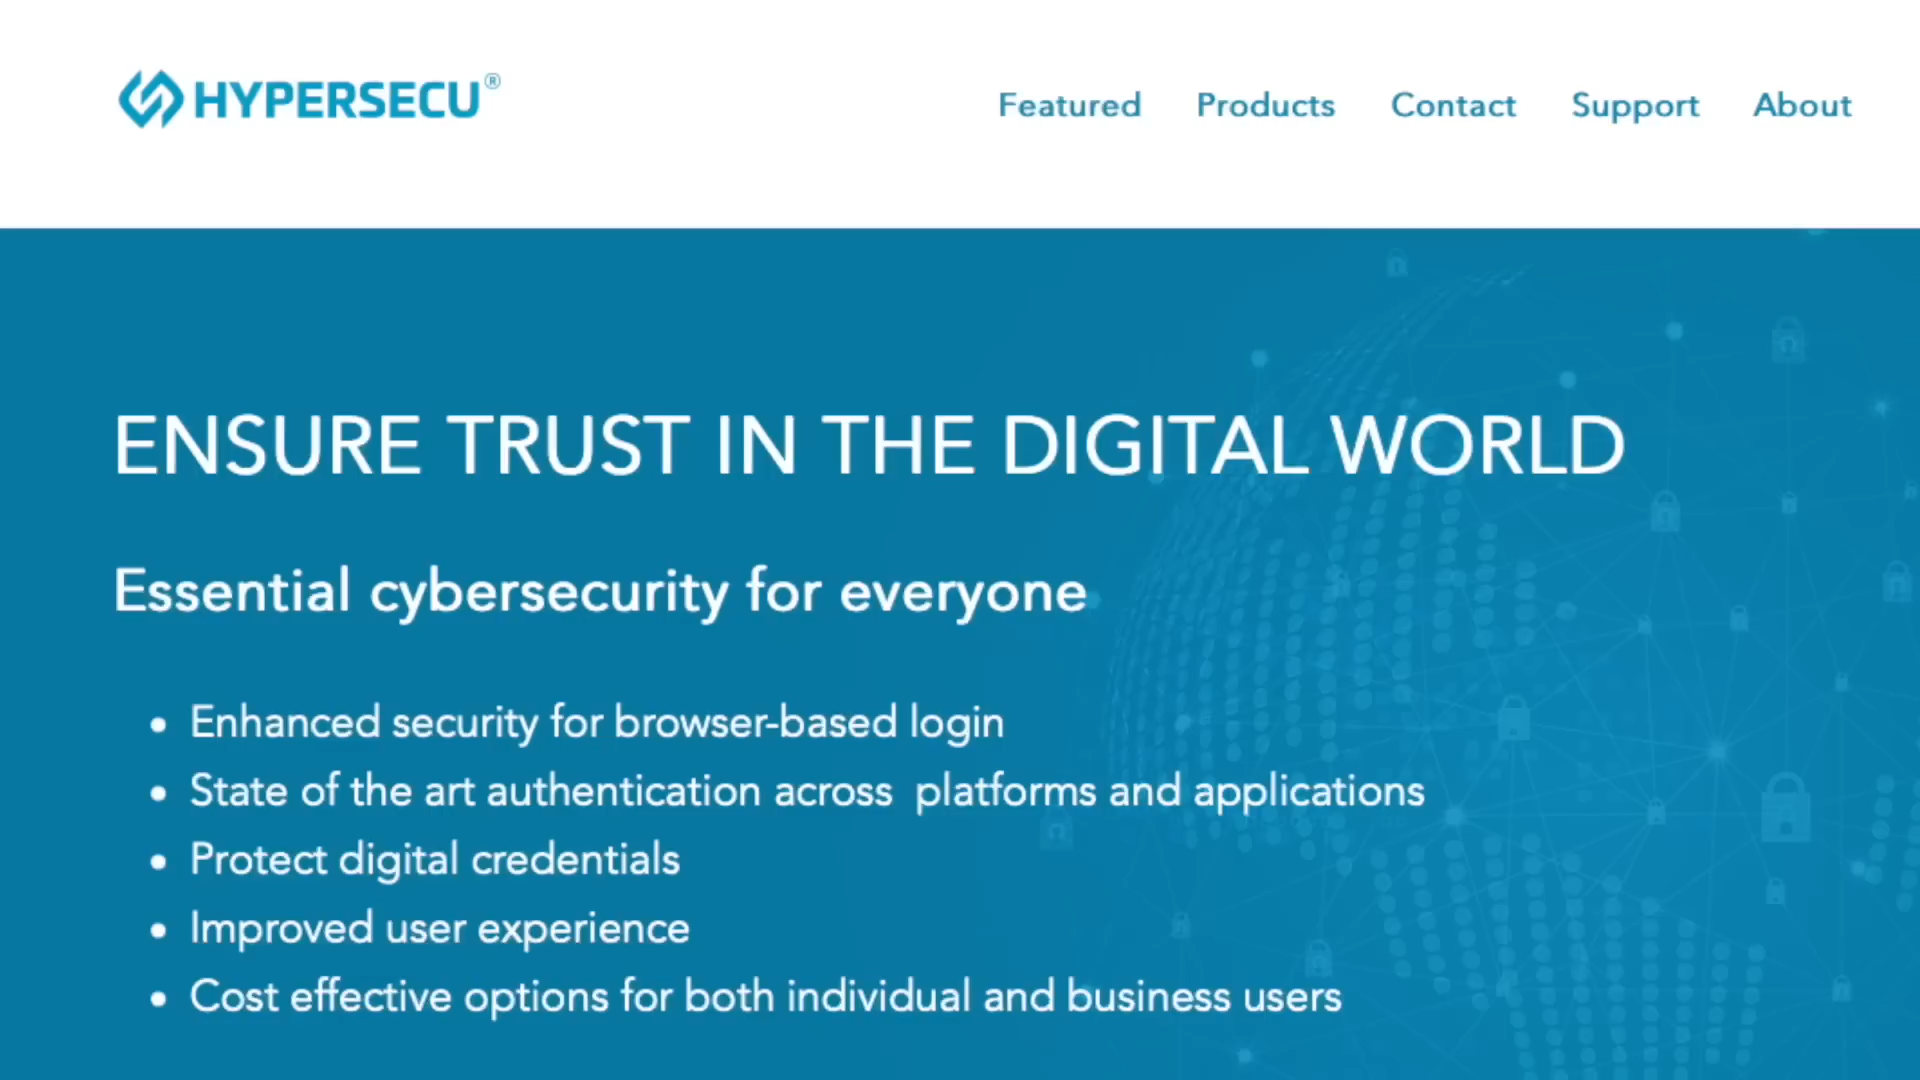 HYPERSECU®
Featured Products Contact Support About
ENSURE TRUST IN THE DIGITAL WORLD
Essential cybersecurity for everyone
• Enhanced security for browser-based login
• State of the art authentication across  platforms and applications
• Protect digital credentials
• Improved user experience
• Cost effective options for both individual and business users